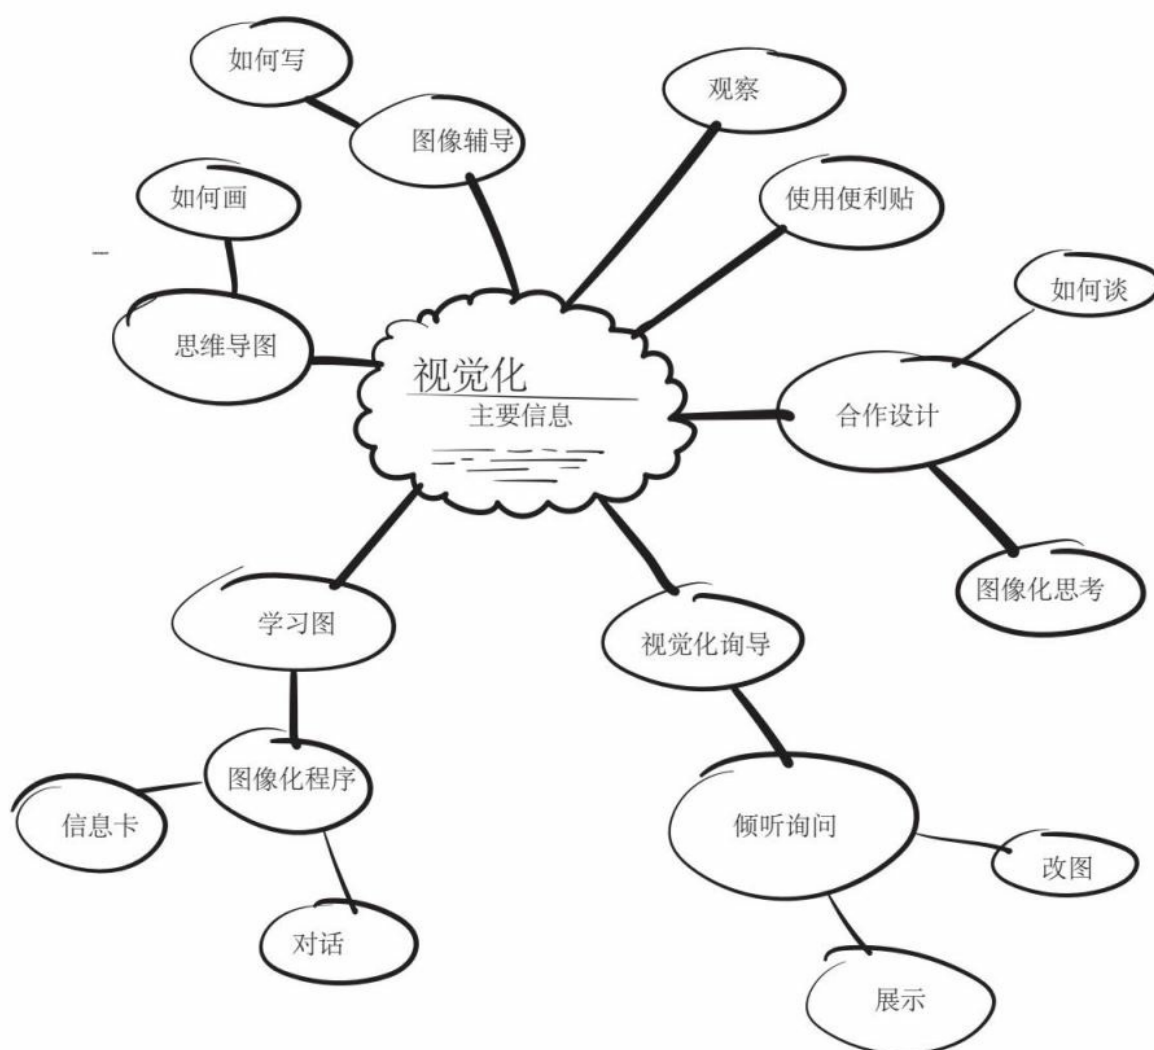 如何写
观察
图像辅导
如何画
使用便利贴
如何谈
思维导图
视觉化
主要信息
合作设计
图像化思考
学习图
视觉化询导
图像化程序
信息卡
倾听询问
改图
对话
展示